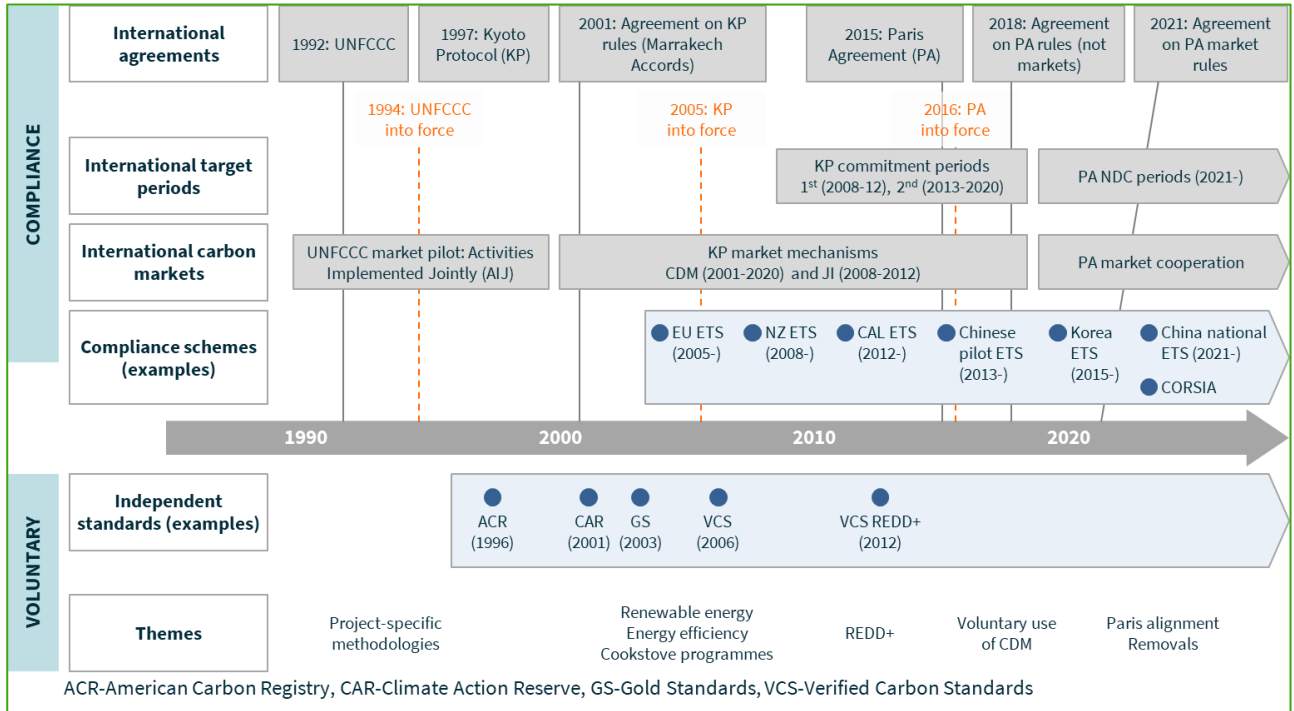 COMPLIANCE
International
agreements
1992: UNFCCC
1997: Kyoto
Protocol (KP)
2001: Agreement on KP
rules (Marrakech
Accords)
2015: Paris
Agreement (PA)
2018: Agreement
on PA rules (not
markets)
2021: Agreement
on PA market
rules
1994: UNFCCC
into force
2005: KP
into force
2016: PA
into force
International target
periods
KP commitment periods
1st (2008-12), 2nd (2013-2020)
PA NDC periods (2021-)
International carbon
markets
UNFCCC market pilot: Activities
Implemented Jointly (AIJ)
KP market mechanisms
CDM (2001-2020) and JI (2008-2012)
PA market cooperation
Compliance schemes
(examples)
EU ETS
(2005-)
NZ ETS
(2008-)
CAL ETS
(2012-)
Chinese
pilot ETS
(2013-)
Korea
ETS
(2015-)
China national
ETS (2021-)
CORSIA
1990
2000
2010
2020
VOLUNTARY
Independent
standards (examples)
ACR
(1996)
CAR
(2001)
GS
(2003)
VCS
(2006)
VCS REDD+
(2012)
Themes
Project-specific
methodologies
Renewable energy
Energy efficiency
Cookstove programmes
REDD+
Voluntary use
of CDM
Paris alignment
Removals
ACR-American Carbon Registry, CAR-Climate Action Reserve, GS-Gold Standards, VCS-Verified Carbon Standards